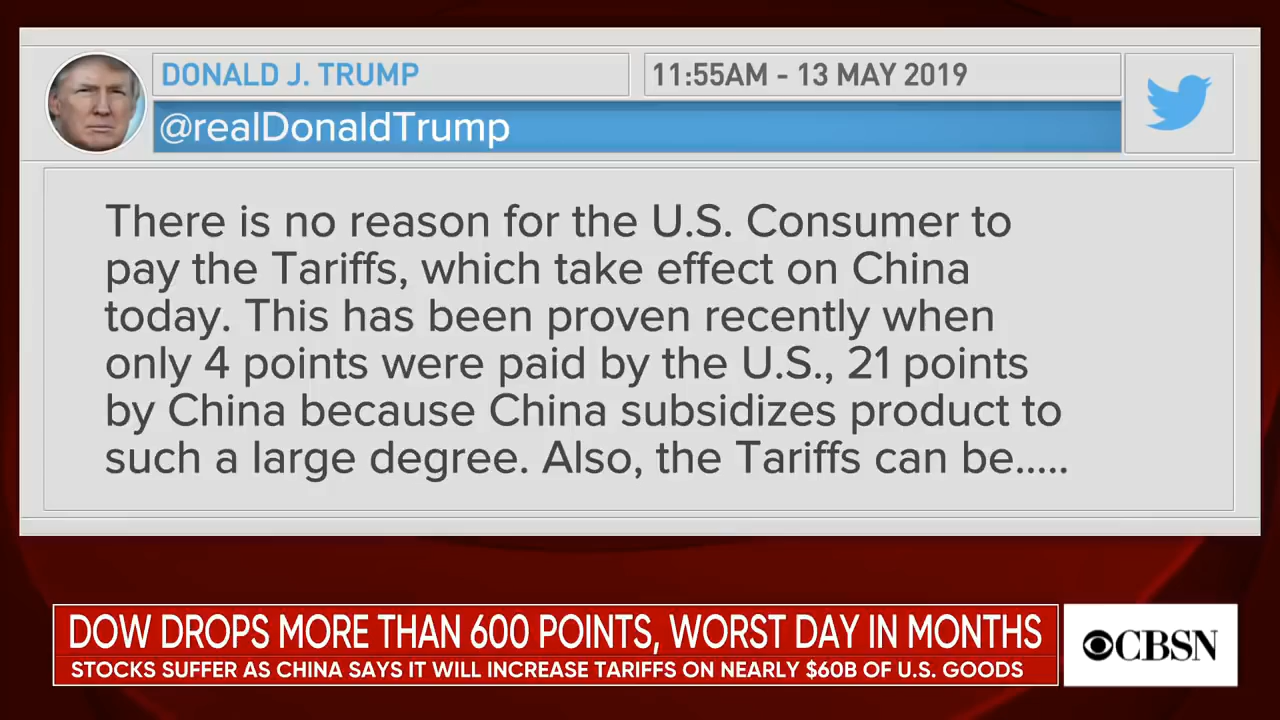 DONALD J. TRUMP
11:55AM - 13 MAY 2019
@realDonaldTrump
There is no reason for the U.S. Consumer to
pay the Tariffs, which take effect on China
today. This has been proven recently when
only 4 points were paid by the U.S., 21 points
by China because China subsidizes product to
such a large degree. Also, the Tariffs can be.....
DOW DROPS MORE THAN 600 POINTS, WORST DAY IN MONTHS
STOCKS SUFFER AS CHINA SAYS IT WILL INCREASE TARIFFS ON NEARLY $60B OF U.S. GOODS
CBSN